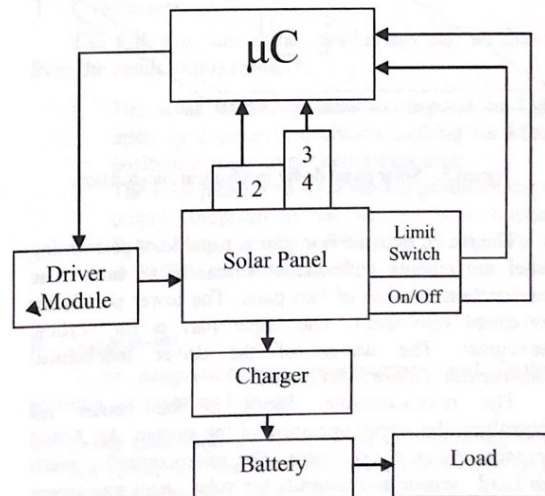 µC
3
4
1 2
Limit
Switch
On/Off
Solar Panel
Driver
Module
Charger
Battery
Load